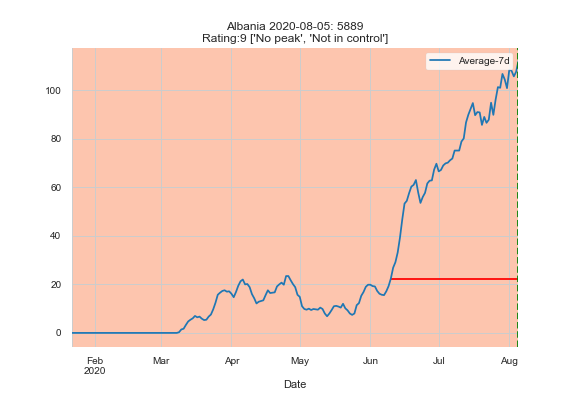 Albania 2020-08-05: 5889
Rating:9 ['No peak', 'Not in control']
Average-7d
100
80
60
40
20
0
Feb Mar Apr May Jun Jul Aug
2020
Date